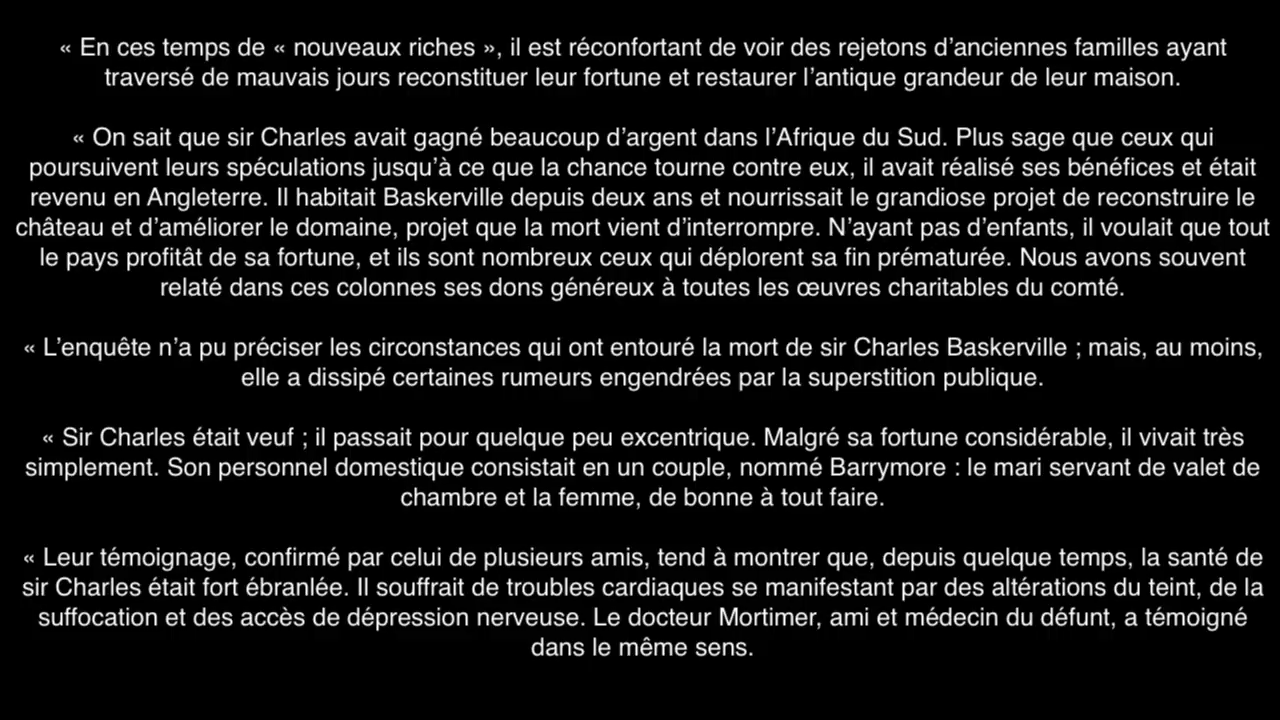 « En ces temps de « nouveaux riches », il est réconfortant de voir des rejetons d’anciennes familles ayant
traversé de mauvais jours reconstituer leur fortune et restaurer l’antique grandeur de leur maison.
« On sait que sir Charles avait gagné beaucoup d’argent dans l’Afrique du Sud. Plus sage que ceux qui
poursuivent leurs spéculations jusqu’à ce que la chance tourne contre eux, il avait réalisé ses bénéfices et était
revenu en Angleterre. Il habitait Baskerville depuis deux ans et nourrissait le grandiose projet de reconstruire le
château et d’améliorer le domaine, projet que la mort vient d’interrompre. N’ayant pas d’enfants, il voulait que tout
le pays profitât de sa fortune, et ils sont nombreux ceux qui déplorent sa fin prématurée. Nous avons souvent
relaté dans ces colonnes ses dons généreux à toutes les œuvres charitables du comté.
« L’enquête n’a pu préciser les circonstances qui ont entouré la mort de sir Charles Baskerville ; mais, au moins,
elle a dissipé certaines rumeurs engendrées par la superstition publique.
« Sir Charles était veuf ; il passait pour quelque peu excentrique. Malgré sa fortune considérable, il vivait très
simplement. Son personnel domestique consistait en un couple, nommé Barrymore : le mari servant de valet de
chambre et la femme, de bonne à tout faire.
« Leur témoignage, confirmé par celui de plusieurs amis, tend à montrer que, depuis quelque temps, la santé de
sir Charles était fort ébranlée. Il souffrait de troubles cardiaques se manifestant par des altérations du teint, de la
suffocation et des accès de dépression nerveuse. Le docteur Mortimer, ami et médecin du défunt, a témoigné
dans le même sens.